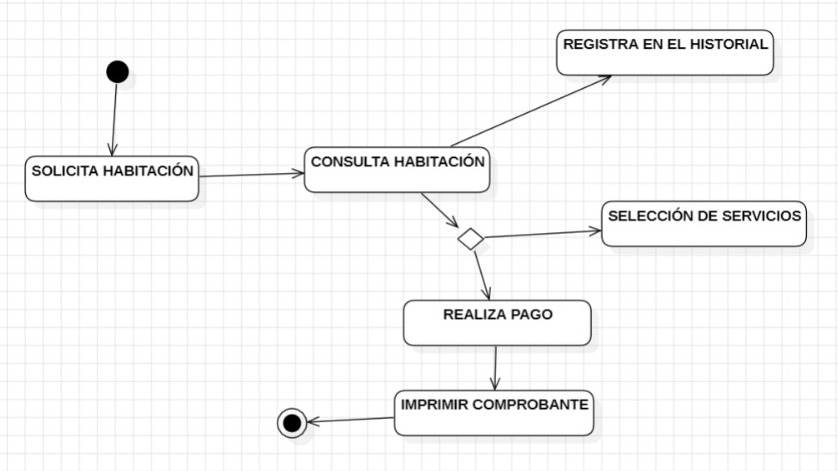 REGISTRA EN EL HISTORIAL
SOLICITA HABITACIÓN
CONSULTA HABITACIÓN
SELECCIÓN DE SERVICIOS
REALIZA PAGO
IMPRIMIR COMPROBANTE